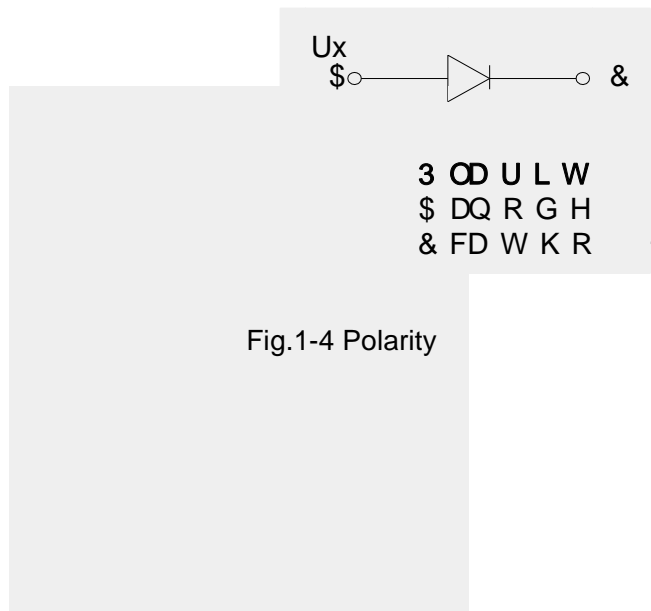 Ux
$ &
3 OD U L W
$ DQ R G H
& FD W K R
Fig.1-4 Polarity